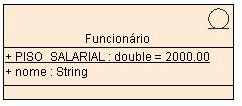 Funcionário
+ PISO_SALARIAL : double = 2000.00
+ nome : String